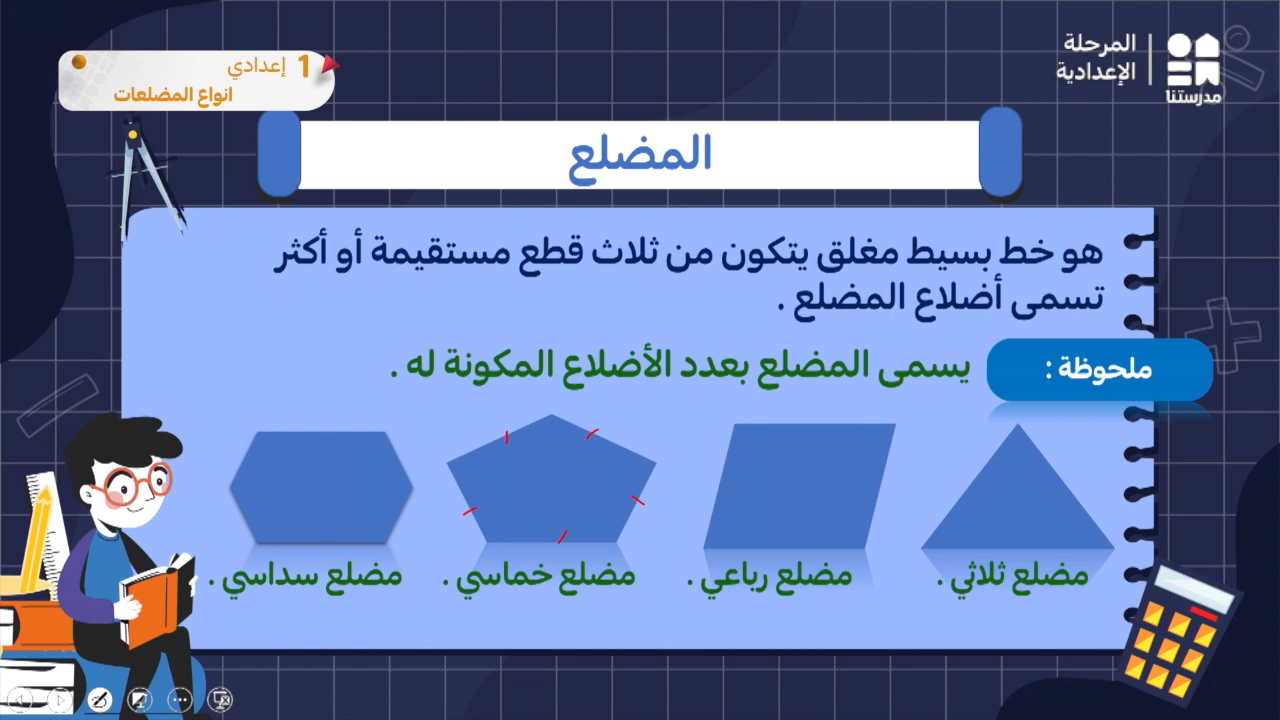 المرحلة
الإعدادية
مدرستنا
1 إعدادي
انواع المضلعات
المضلع
هو خط بسيط مغلق يتكون من ثلاث قطع مستقيمة أو أكثر
تسمى أضلاع المضلع .
ملحوظة :
يسمى المضلع بعدد الأضلاع المكونة له .
مضلع ثلاثي .
مضلع رباعي .
مضلع خماسي .
مضلع سداسي .